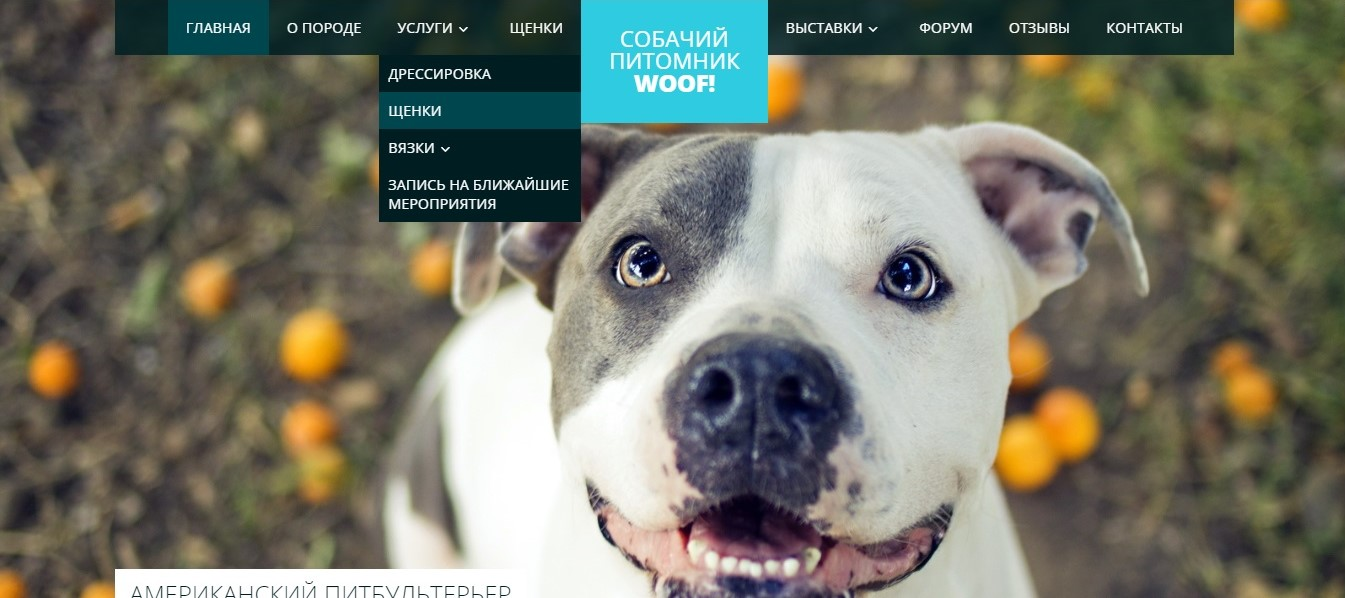 ГЛАВНАЯ О ПОРОДЕ УСЛУГИ ЩЕНКИ
СОБАЧИЙ
ПИТОМНИК
WOOF!
ВЫСТАВКИ ФОРУМ ОТЗЫВЫ КОНТАКТЫ
ДРЕССИРОВКА
ЩЕНКИ
ВЯЗКИ
ЗАПИСЬ НА БЛИЖАЙШИЕ
МЕРОПРИЯТИЯ
АМЕРИКАНСКИЙ ПИТБУЛЬТЕРЬЕР